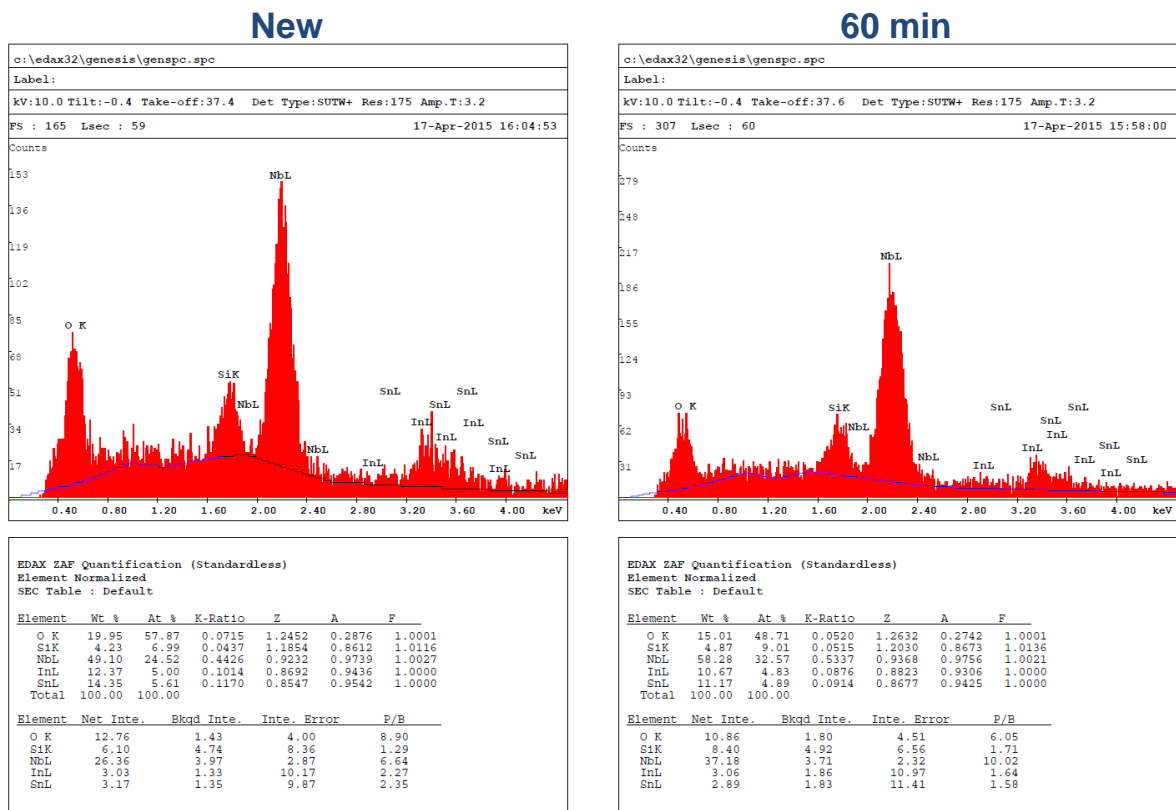 New
c:\edax32\genesis\genspc.spc
Label:
kV:10.0 Tilt:-0.4 Take-off:37.4 Det Type:SUTW+ Res:175 Amp.T:3.2
FS : 165 Lsec : 59 17-Apr-2015 16:04:53
Counts
153
136
119
102
85
68
51
34
17
O K
SiK
NbL
NbL
NbL
InL
SnL
InL
SnL
InL
SnL
InL
SnL
InL
SnL
0.40 0.80 1.20 1.60 2.00 2.40 2.80 3.20 3.60 4.00 keV
EDAX ZAF Quantification (Standardless)
Element Normalized
SEC Table : Default
Element Wt % At % K-Ratio Z A F
O K 19.95 57.87 0.0715 1.2452 0.2876 1.0001
SiK 4.23 6.99 0.0437 1.1854 0.8612 1.0116
NbL 49.10 24.52 0.4426 0.9232 0.9739 1.0027
InL 12.37 5.00 0.1014 0.8692 0.9436 1.0000
SnL 14.35 5.61 0.1170 0.8547 0.9542 1.0000
Total 100.00 100.00
Element Net Inte. Bkgd Inte. Inte. Error P/B
O K 12.76 1.43 4.00 8.90
SiK 6.10 4.74 8.36 1.29
NbL 26.36 3.97 2.87 6.64
InL 3.03 1.33 10.17 2.27
SnL 3.17 1.35 9.87 2.35
60 min
c:\edax32\genesis\genspc.spc
Label:
kV:10.0 Tilt:-0.4 Take-off:37.6 Det Type:SUTW+ Res:175 Amp.T:3.2
FS : 307 Lsec : 60 17-Apr-2015 15:58:00
Counts
279
248
217
186
155
124
93
62
31
O K
SiK
NbL
NbL
NbL
InL
SnL
InL
SnL
InL
SnL
InL
SnL
SnL
0.40 0.80 1.20 1.60 2.00 2.40 2.80 3.20 3.60 4.00 keV
EDAX ZAF Quantification (Standardless)
Element Normalized
SEC Table : Default
Element Wt % At % K-Ratio Z A F
O K 15.01 48.71 0.0520 1.2632 0.2742 1.0001
SiK 4.87 9.01 0.0515 1.2030 0.8673 1.0136
NbL 58.28 32.57 0.5337 0.9368 0.9756 1.0021
InL 10.67 4.83 0.0876 0.8823 0.9306 1.0000
SnL 11.17 4.89 0.0914 0.8677 0.9425 1.0000
Total 100.00 100.00
Element Net Inte. Bkgd Inte. Inte. Error P/B
O K 10.86 1.80 4.51 6.05
SiK 8.40 4.92 6.56 1.71
NbL 37.18 3.71 2.32 10.02
InL 3.06 1.86 10.97 1.64
SnL 2.89 1.83 11.41 1.58